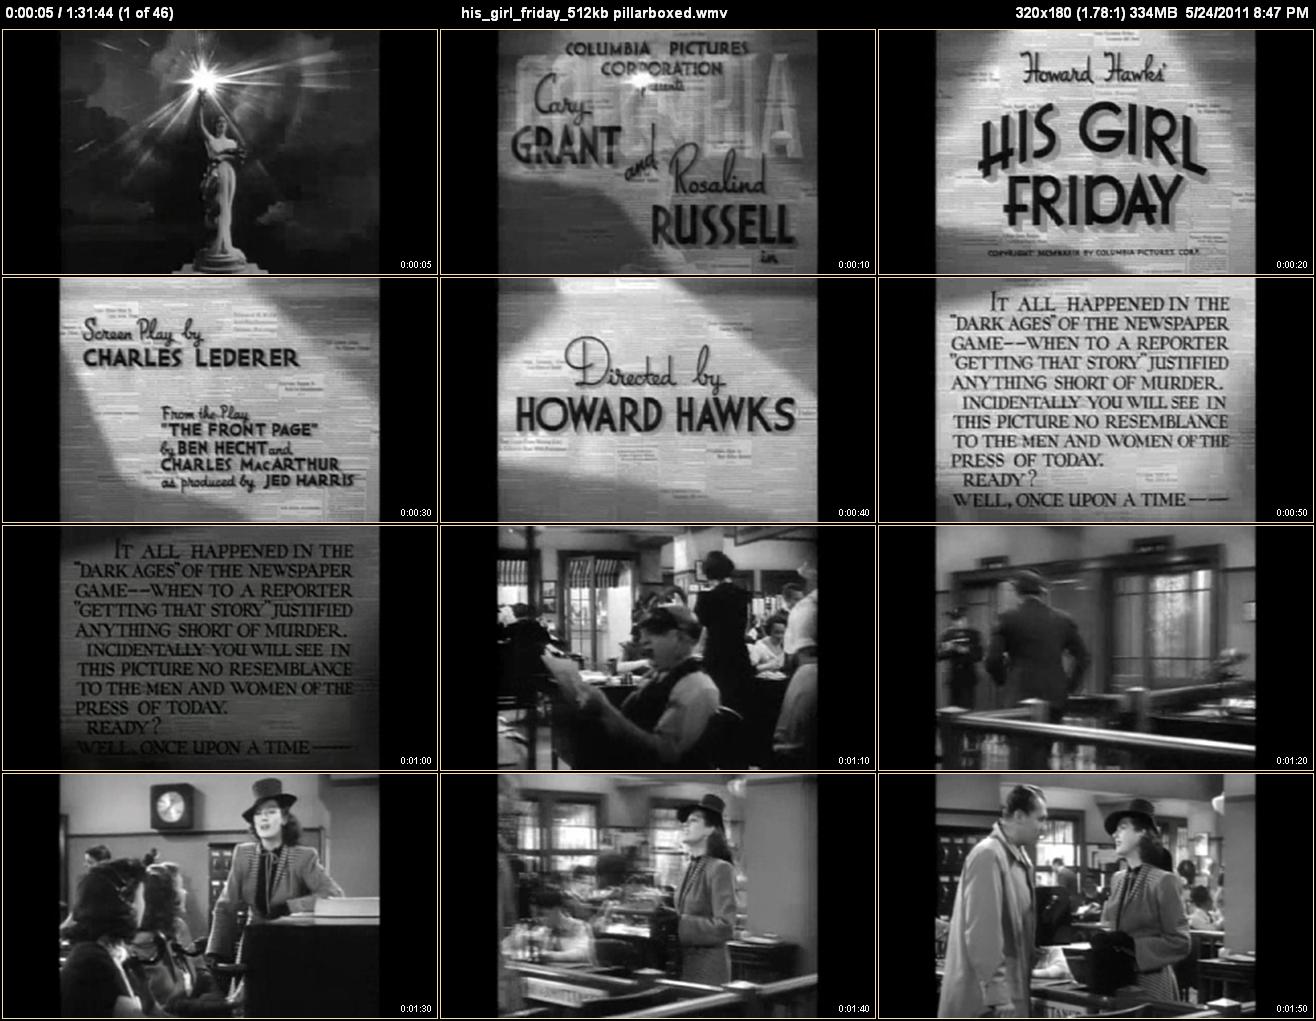 0:00:05 / 1:31:44 (1 of 46)
his_girl_friday_512kb pillarboxed.wmv
320x180 (1.78:1) 334MB 5/24/2011 8:47 PM
0:00:05
COLUMBIA PICTURES
CORPORATION
presents
Cary
GRANT
and
Rosalind
RUSSELL
in
0:00:10
Howard Hawks'
HIS GIRL
FRIDAY
COPYRIGHT MCMXXXIX BY COLUMBIA PICTURES CORP.
0:00:20
Screen Play by
CHARLES LEDERER
From the Play
"THE FRONT PAGE"
by BEN HECHT and
CHARLES MacARTHUR
as produced by JED HARRIS
0:00:30
Directed by
HOWARD HAWKS
0:00:40
IT ALL HAPPENED IN THE
"DARK AGES" OF THE NEWSPAPER
GAME--WHEN TO A REPORTER
"GETTING THAT STORY" JUSTIFIED
ANYTHING SHORT OF MURDER.
INCIDENTALLY YOU WILL SEE IN
THIS PICTURE NO RESEMBLANCE
TO THE MEN AND WOMEN OF THE
PRESS OF TODAY.
READY?
WELL, ONCE UPON A TIME——
0:00:50
IT ALL HAPPENED IN THE
"DARK AGES" OF THE NEWSPAPER
GAME--WHEN TO A REPORTER
"GETTING THAT STORY" JUSTIFIED
ANYTHING SHORT OF MURDER.
INCIDENTALLY YOU WILL SEE IN
THIS PICTURE NO RESEMBLANCE
TO THE MEN AND WOMEN OF THE
PRESS OF TODAY.
READY?
WELL, ONCE UPON A TIME——
0:01:00
0:01:10
0:01:20
0:01:30
0:01:40
0:01:50